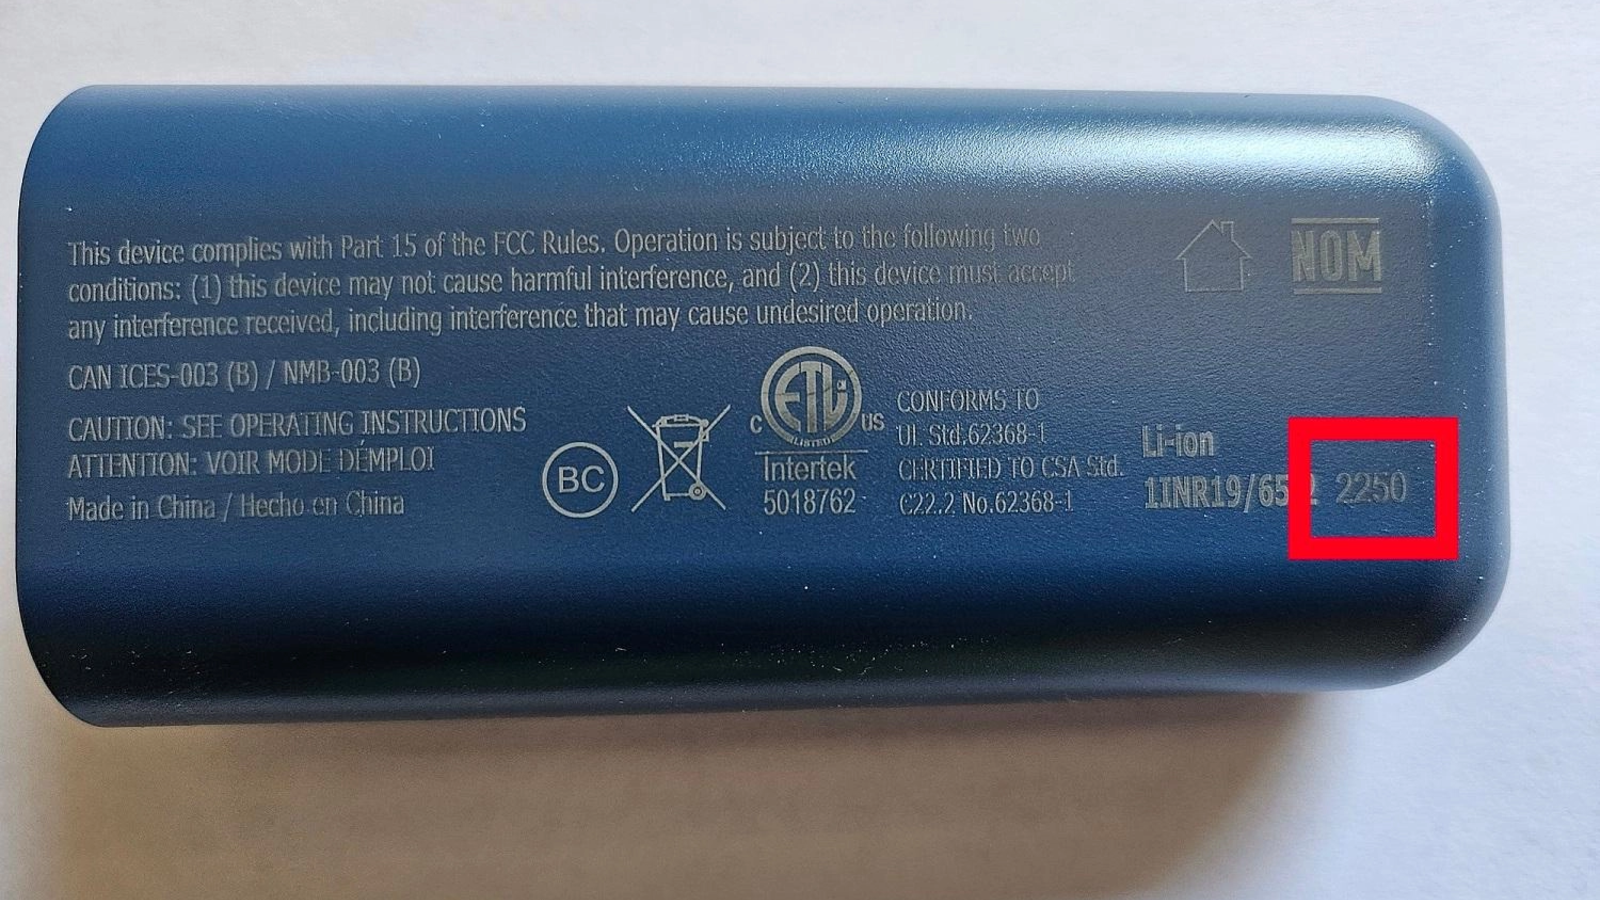 This device complies with Part 15 of the FCC Rules. Operation is subject to the following two
conditions: (1) this device may not cause harmful interference, and (2) this device must accept
any interference received, including interference that may cause undesired operation.
NOM
CAN ICES-003 (B) / NMB-003 (B)
CAUTION: SEE OPERATING INSTRUCTIONS
ATTENTION: VOIR MODE DÉMPLOI
Made in China / Hecho en China
BC
ETL
C US
LISTED
Intertek
5018762
CONFORMS TO
UL Std.62368-1
CERTIFIED TO CSA Std.
C22.2 No.62368-1
Li-ion
2250